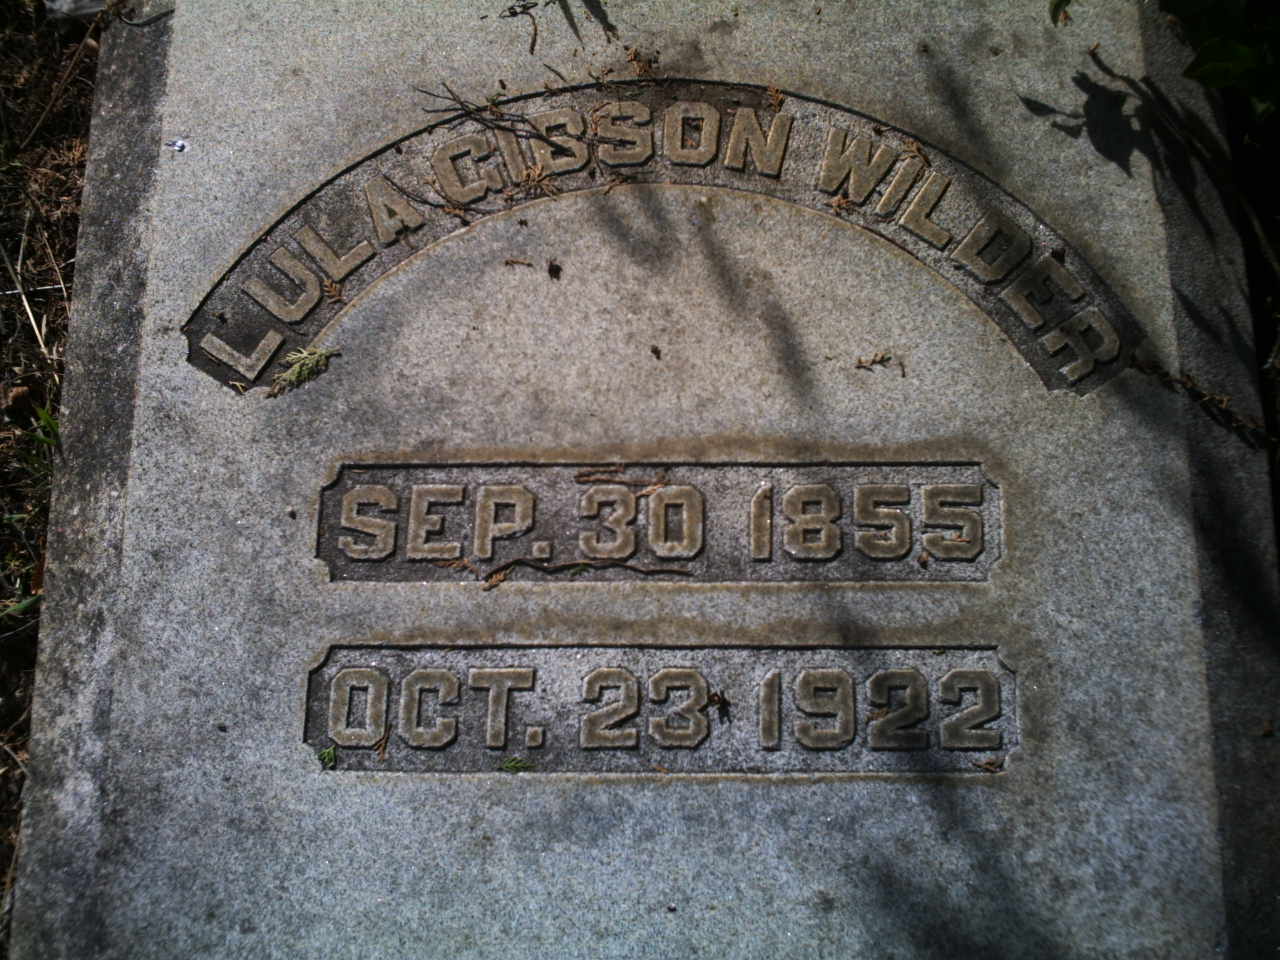 LULA GIBSON WILDER
SEP. 30 1855
OCT. 23 1922